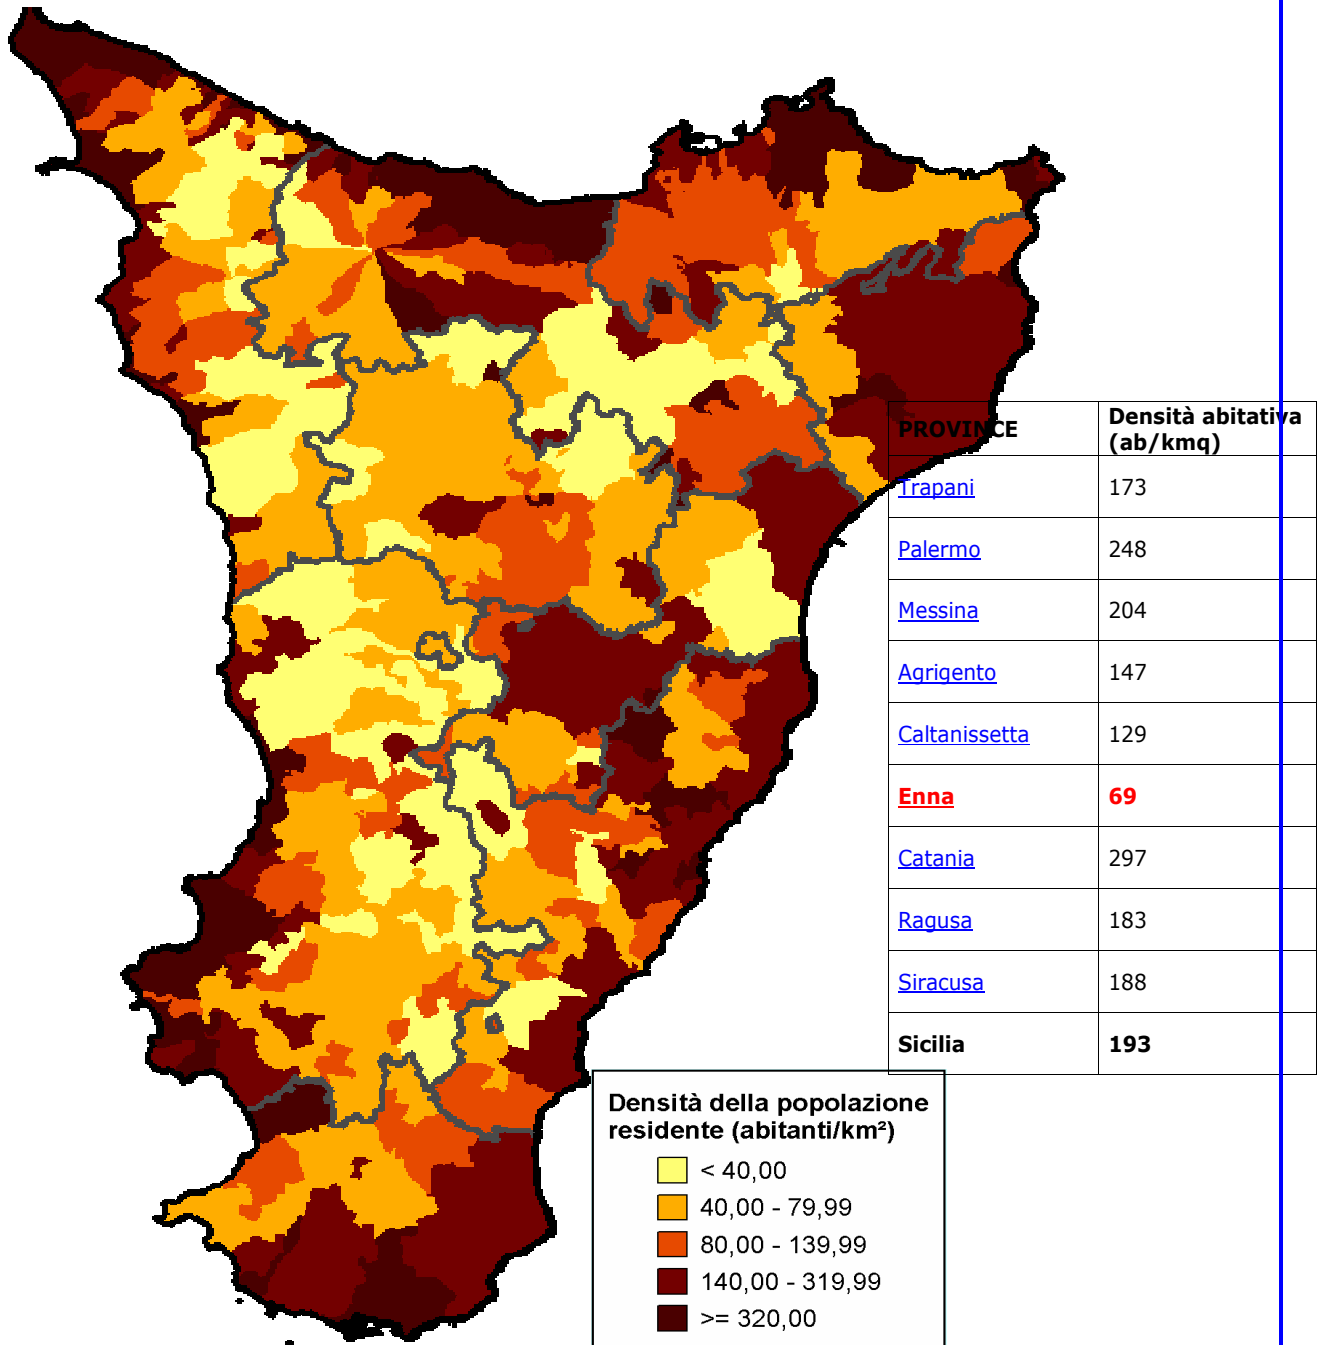 PROVINCE Densità abitativa
(ab/kmq)
Trapani 173
Palermo 248
Messina 204
Agrigento 147
Caltanissetta 129
Enna 69
Catania 297
Ragusa 183
Siracusa 188
Sicilia 193
Densità della popolazione
residente (abitanti/km²)
< 40,00
40,00 - 79,99
80,00 - 139,99
140,00 - 319,99
>= 320,00